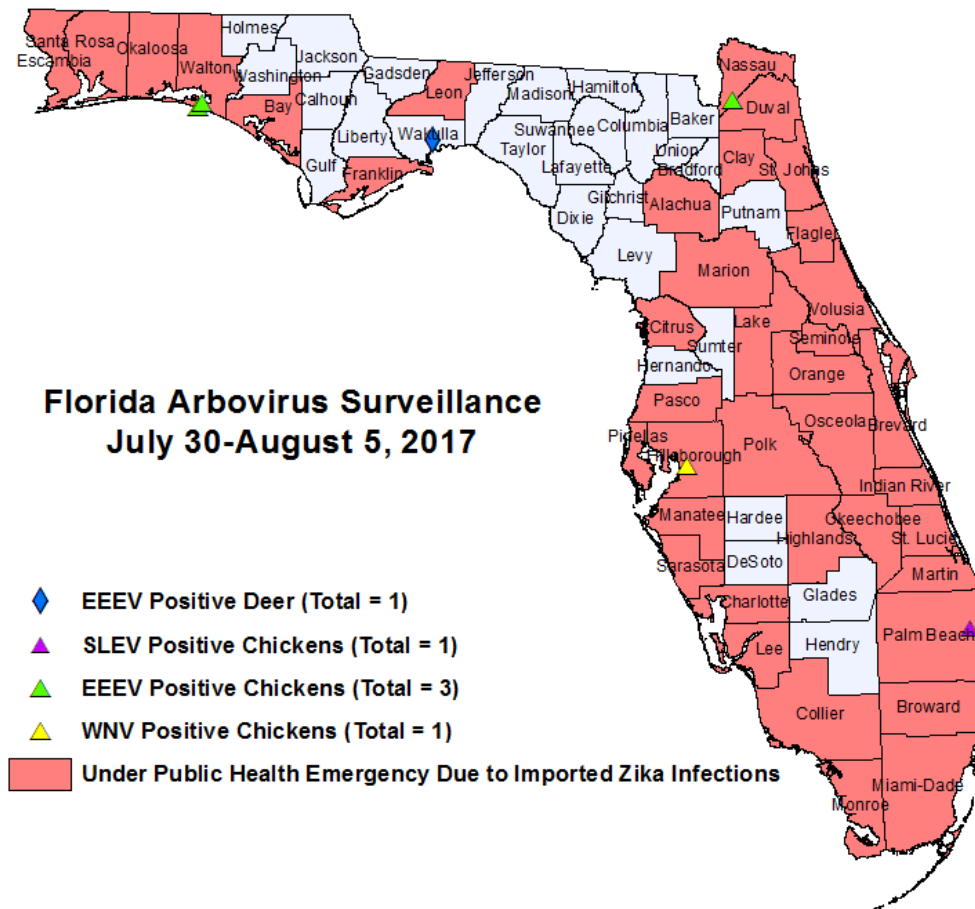 Holmes
Santa Rosa
Okaloosa
Jackson
Escambia
Walton
Washington
Gadsden
Jefferson
Nassau
Bay
Calhoun
Leon
Madison
Hamilton
Duval
Liberty
Wakulla
Suwannee
Columbia
Baker
Taylor
Union
Clay
St. Johns
Gulf
Franklin
Lafayette
Bradford
Gilchrist
Alachua
Putnam
Dixie
Flagler
Levy
Marion
Volusia
Citrus
Lake
Sumter
Seminole
Hernando
Orange
Florida Arbovirus Surveillance
July 30-August 5, 2017
Pasco
Osceola
Brevard
Pinellas
Hillsborough
Polk
Indian River
Manatee
Hardee
Okeechobee
Highlands
St. Lucie
Sarasota
DeSoto
Martin
Charlotte
Glades
Palm Beach
Lee
Hendry
Collier
Broward
Miami-Dade
Monroe
EEEV Positive Deer (Total = 1)
SLEV Positive Chickens (Total = 1)
EEEV Positive Chickens (Total = 3)
WNV Positive Chickens (Total = 1)
Under Public Health Emergency Due to Imported Zika Infections